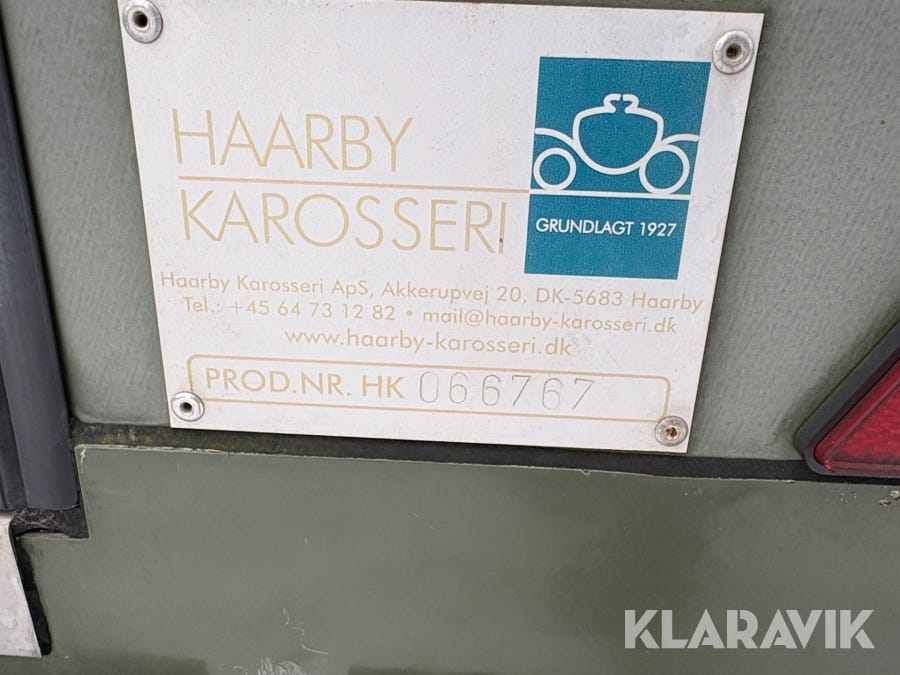 HAARBY
KAROSSERI
GRUNDLAGT 1927
Haarby Karosseri ApS, Akkerupvej 20, DK-5683 Haarby
Tel.: +45 64 73 12 82 • mail@haarby-karosseri.dk
www.haarby-karosseri.dk
PROD.NR. HK 066767
KLARAVIK